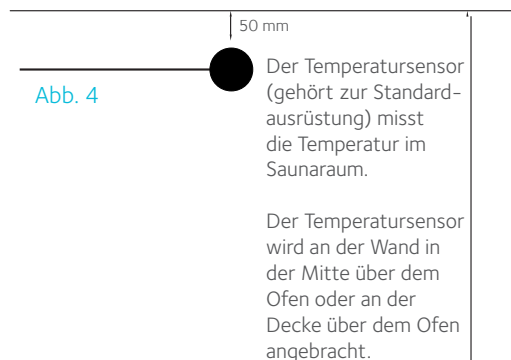 50 mm
Abb. 4
Der Temperatursensor
(gehört zur Standard-
ausrüstung) misst
die Temperatur im
Saunaraum.
Der Temperatursensor
wird an der Wand in
der Mitte über dem
Ofen oder an der
Decke über dem Ofen
angebracht.